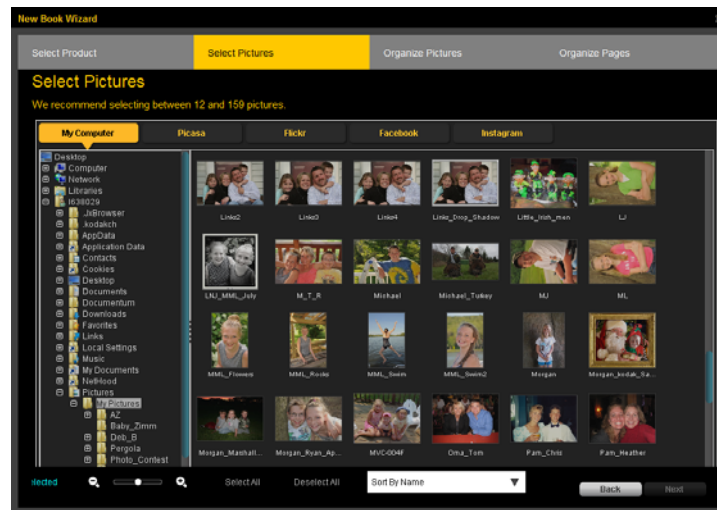 New Book Wizard
Select Product Select Pictures Organize Pictures Organize Pages
Select Pictures
We recommend selecting between 12 and 159 pictures.
My Computer Picasa Flickr Facebook Instagram
Desktop
Computer
Network
Libraries
l638029
.JxBrowser
.kodakch
AppData
Application Data
Contacts
Cookies
Desktop
Documents
Documentum
Downloads
Favorites
Links
Local Settings
Music
My Documents
NetHood
Pictures
My Pictures
AZ
Baby_Zimm
Deb_B
Pergola
Photo_Contest
Links2 Links3 Links4 Links_Drop_Shadow Little_Irish_men LJ
LNJ_MML_July M_T_R Michael Michael_Turkey MJ ML
MML_Flowers MML_Rocks MML_Swim MML_Swim2 Morgan Morgan_kodak_Sa...
Morgan_Marshall... Morgan_Ryan_Ap... MVC-004F Oma_Tom Pam_Chris Pam_Heather
elected Select All Deselect All Sort By Name Back Next